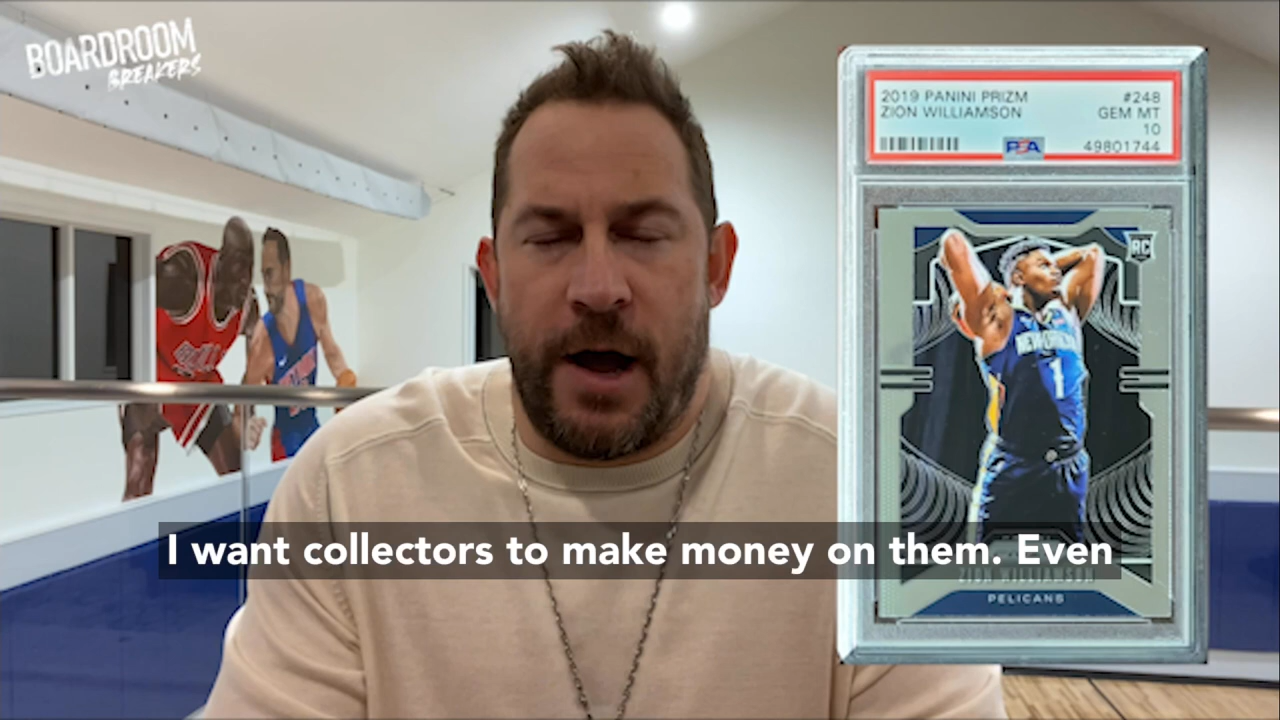 BOARDROOM
BREAKERS
2019 PANINI PRIZM #248
ZION WILLIAMSON GEM MT
10
PSA 49801744
RC
NEW ORLEANS
1
Bulls
I want collectors to make money on them. Even
ZION WILLIAMSON
PELICANS